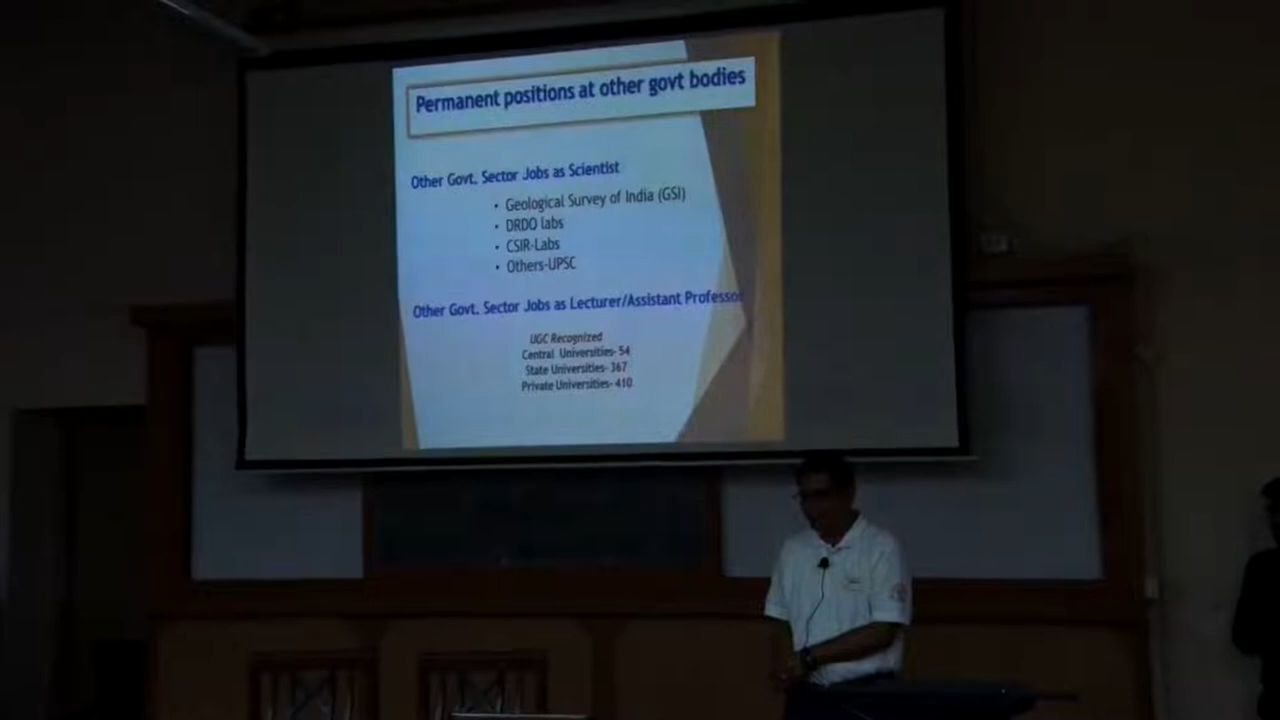 Permanent positions at other govt bodies
Other Govt. Sector Jobs as Scientist
• Geological Survey of India (GSI)
• DRDO labs
• CSIR-Labs
• Others-UPSC
Other Govt. Sector Jobs as Lecturer/Assistant Professor
UGC Recognized
Central Universities- 54
State Universities- 367
Private Universities- 410